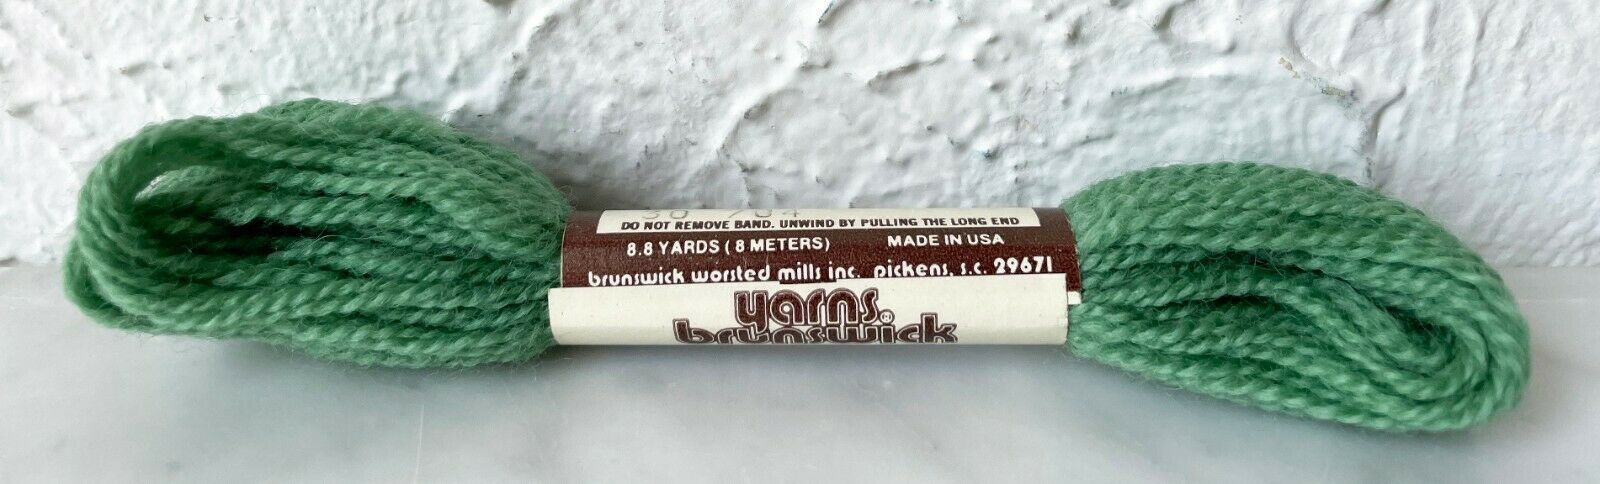 DO NOT REMOVE BAND. UNWIND BY PULLING THE LONG END
8.8 YARDS ( 8 METERS) MADE IN USA
brunswick worsted mills inc. pickens, s.c. 29671
yarns
brunswick®